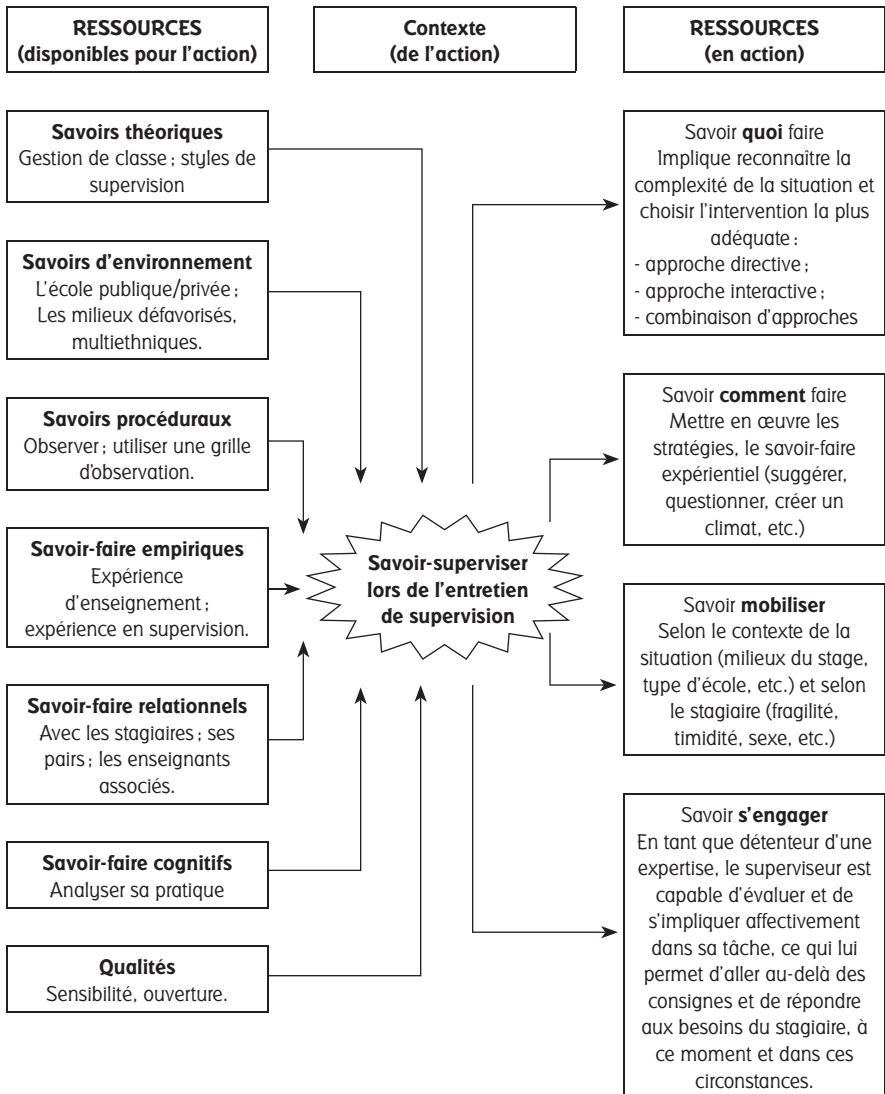 RESSOURCES
(disponibles pour l'action)
Contexte
(de l'action)
RESSOURCES
(en action)
Savoirs théoriques
Gestion de classe ; styles de
supervision
Savoirs d'environnement
L'école publique/privée ;
Les milieux défavorisés,
multiethniques.
Savoirs procéduraux
Observer ; utiliser une grille
d'observation.
Savoir-faire empiriques
Expérience
d'enseignement ;
expérience en supervision.
Savoir-faire relationnels
Avec les stagiaires ; ses
pairs ; les enseignants
associés.
Savoir-faire cognitifs
Analyser sa pratique
Qualités
Sensibilité, ouverture.
Savoir-superviser
lors de l'entretien
de supervision
Savoir quoi faire
Implique reconnaître la
complexité de la situation et
choisir l'intervention la plus
adéquate :
- approche directive ;
- approche interactive ;
- combinaison d'approches
Savoir comment faire
Mettre en œuvre les
stratégies, le savoir-faire
expérientiel (suggérer,
questionner, créer un
climat, etc.)
Savoir mobiliser
Selon le contexte de la
situation (milieux du stage,
type d'école, etc.) et selon
le stagiaire (fragilité,
timidité, sexe, etc.)
Savoir s'engager
En tant que détenteur d'une
expertise, le superviseur est
capable d'évaluer et de
s'impliquer affectivement
dans sa tâche, ce qui lui
permet d'aller au-delà des
consignes et de répondre
aux besoins du stagiaire, à
ce moment et dans ces
circonstances.